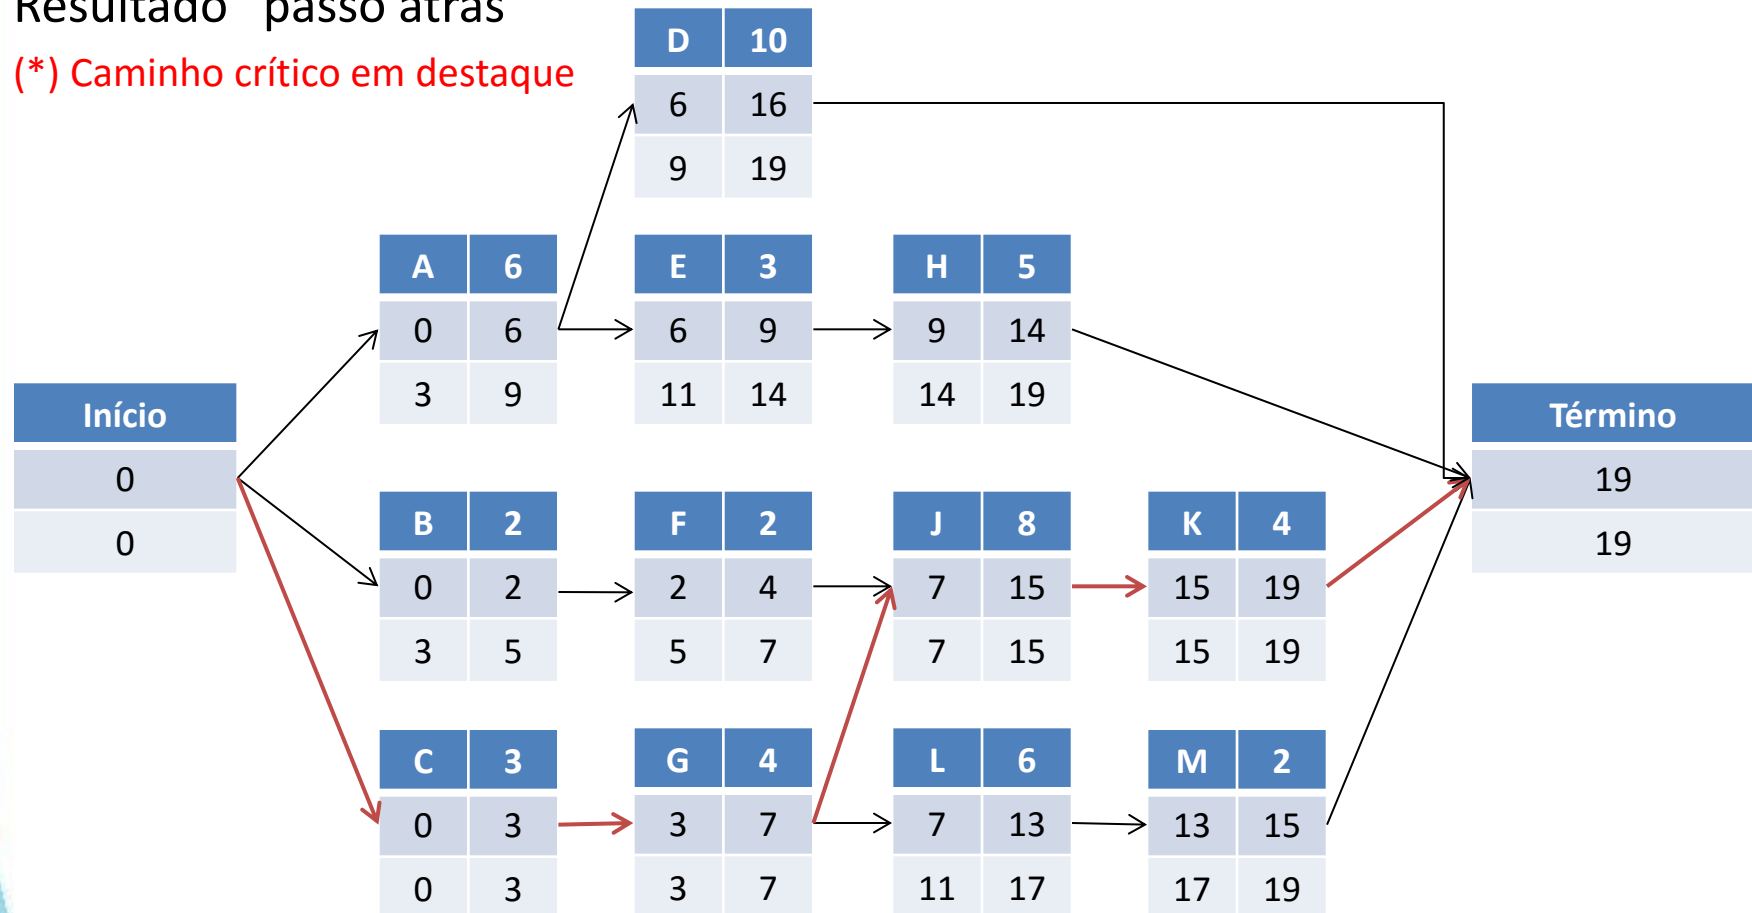 Resultado "passo atrás"
(*) Caminho crítico em destaque
D 10
6 16
9 19
A 6
0 6
3 9
E 3
6 9
11 14
H 5
9 14
14 19
Início
0
0
Término
19
19
B 2
0 2
3 5
F 2
2 4
5 7
J 8
7 15
7 15
K 4
15 19
15 19
C 3
0 3
0 3
G 4
3 7
3 7
L 6
7 13
11 17
M 2
13 15
17 19